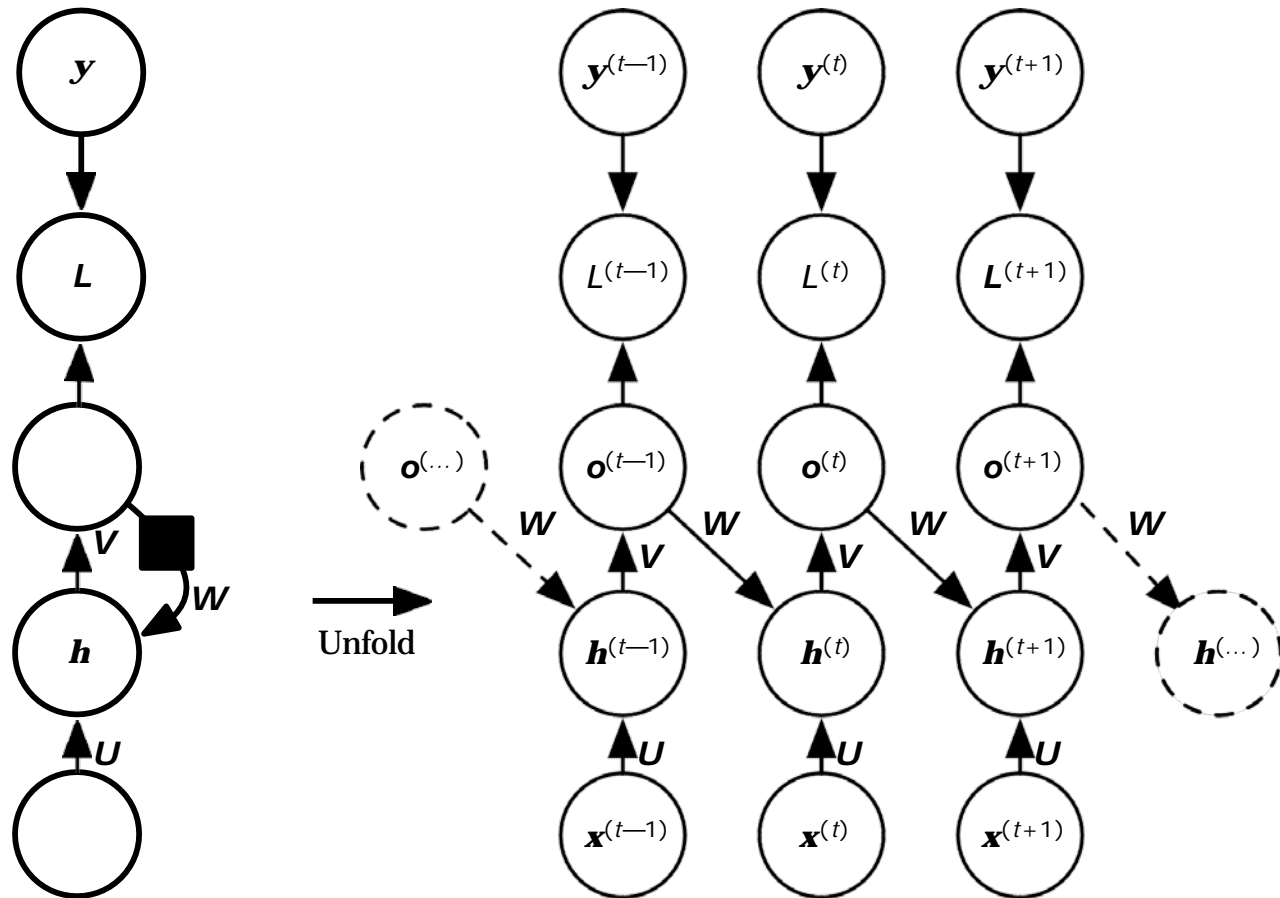 y y(t—1) y(t) y(t+1)
L L(t—1) L(t) L(t+1)
o(...) o(t—1) o(t) o(t+1)
W W W W
V V V V
W
Unfold
h h(t—1) h(t) h(t+1) h(...)
U U U U
x(t—1) x(t) x(t+1)